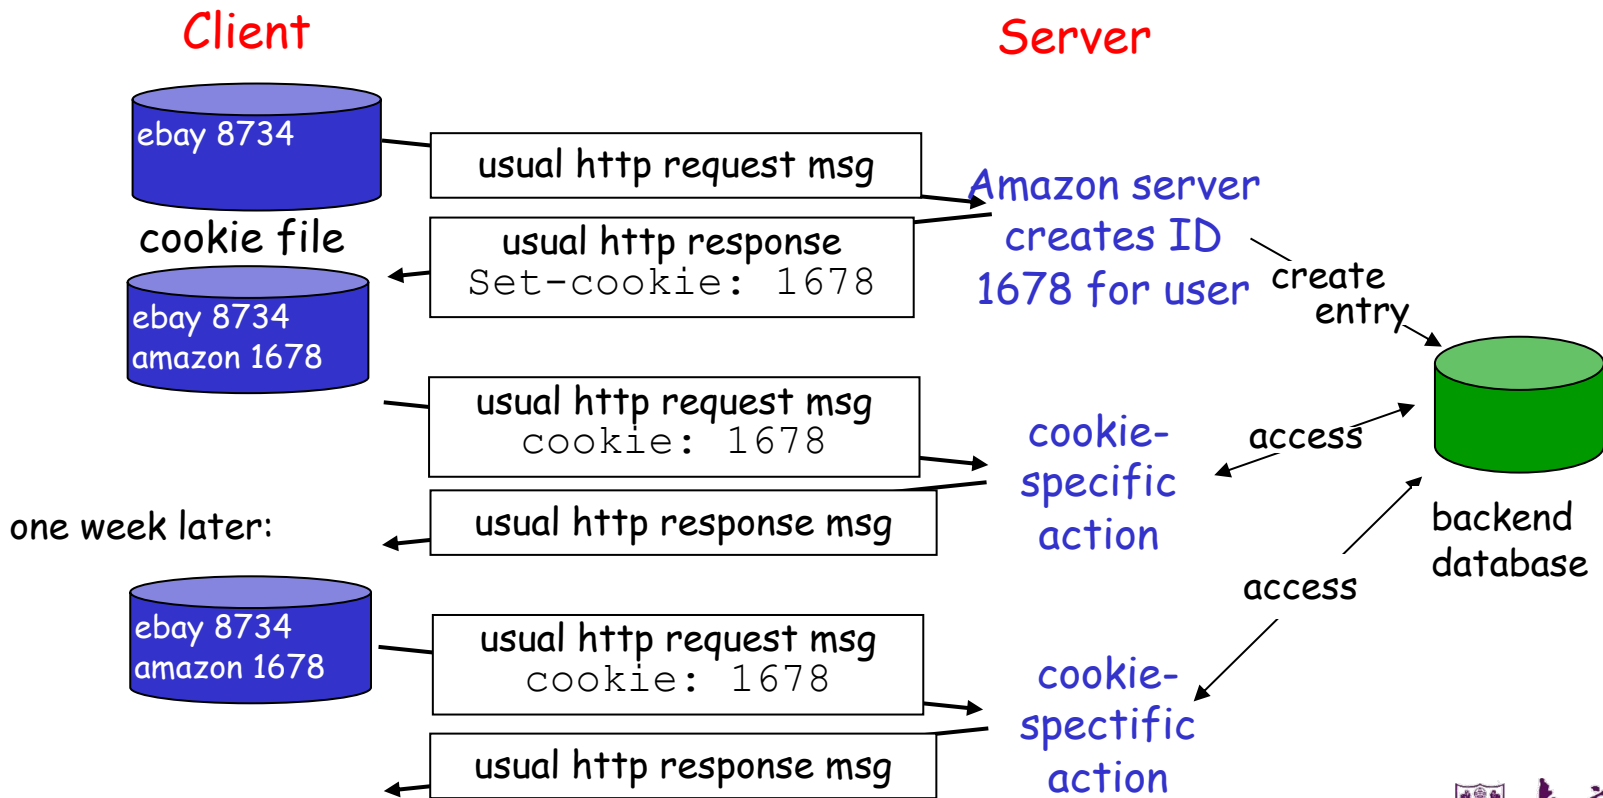 Client
Server
ebay 8734
usual http request msg
Amazon server
creates ID
1678 for user
cookie file
usual http response
Set-cookie: 1678
create
entry
ebay 8734
amazon 1678
usual http request msg
cookie: 1678
cookie-
specific
action
access
backend
database
usual http response msg
one week later:
access
ebay 8734
amazon 1678
usual http request msg
cookie: 1678
cookie-
spectific
action
usual http response msg